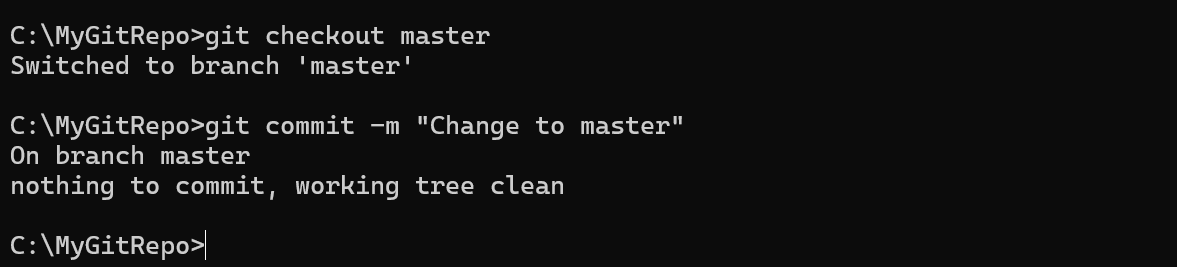 C:\MyGitRepo>git checkout master
Switched to branch 'master'
C:\MyGitRepo>git commit -m "Change to master"
On branch master
nothing to commit, working tree clean
C:\MyGitRepo>